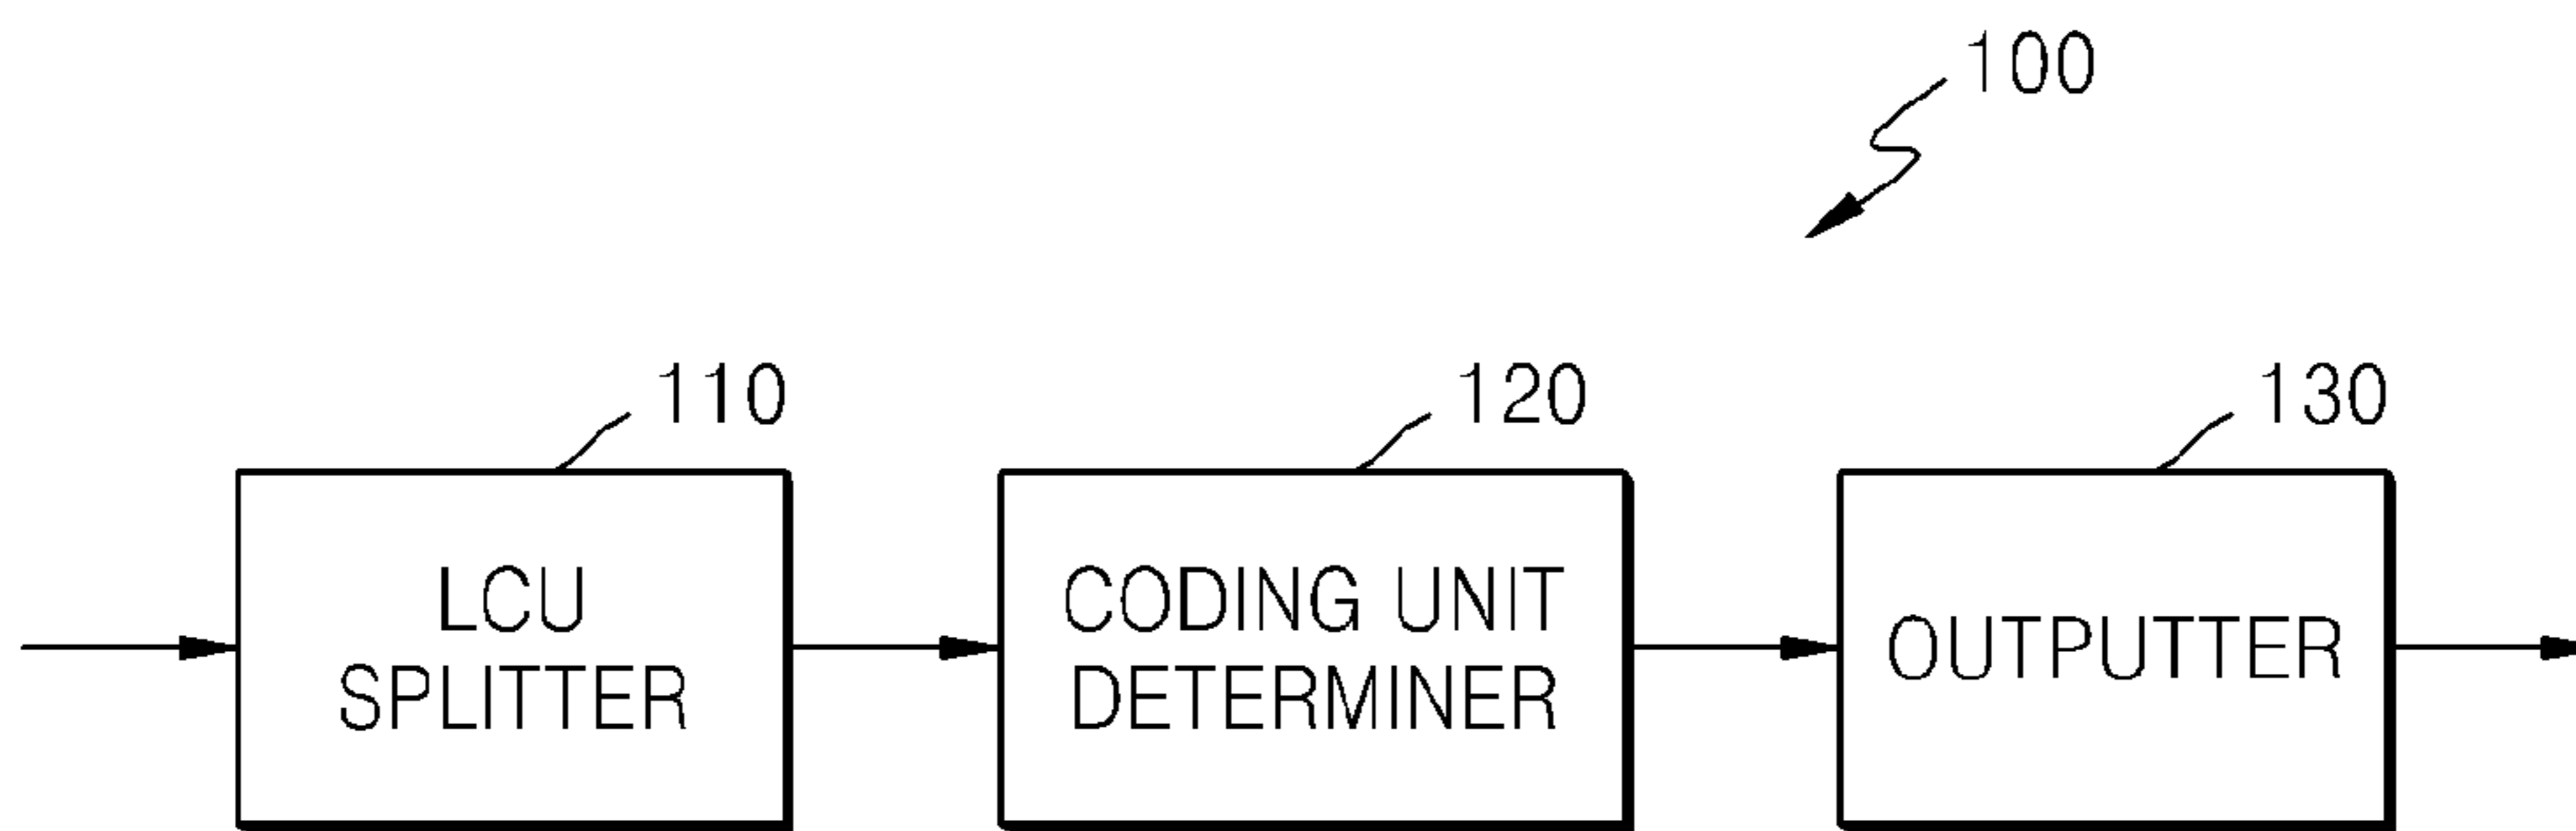 100
110
120
130
LCU
SPLITTER
CODING UNIT
DETERMINER
OUTPUTTER